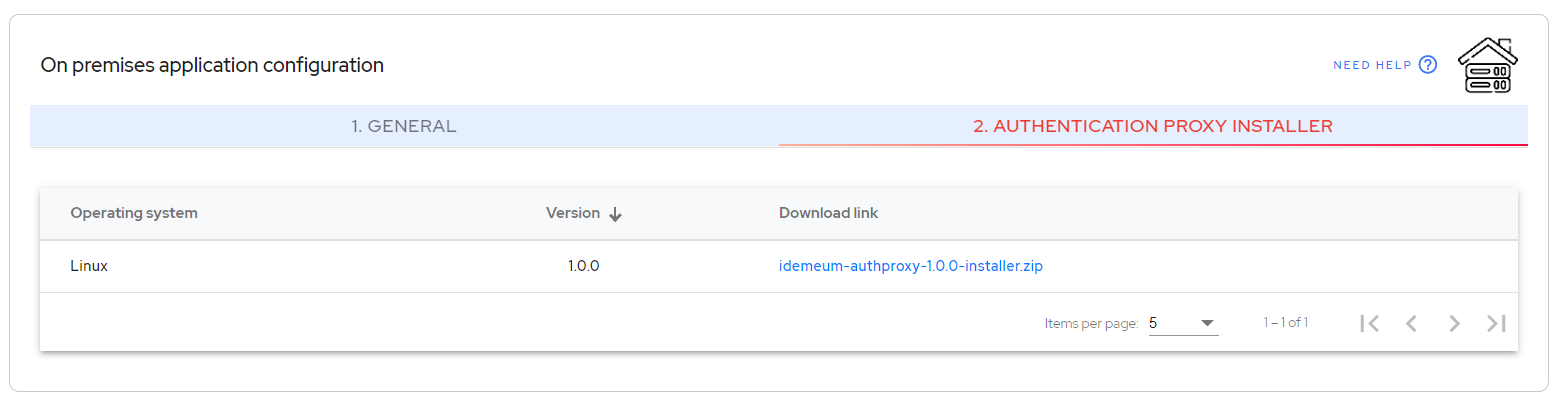 On premises application configuration
NEED HELP
1. GENERAL
2. AUTHENTICATION PROXY INSTALLER
Operating system Version Download link
Linux 1.0.0 idemeum-authproxy-1.0.0-installer.zip
Items per page: 5 1 – 1 of 1